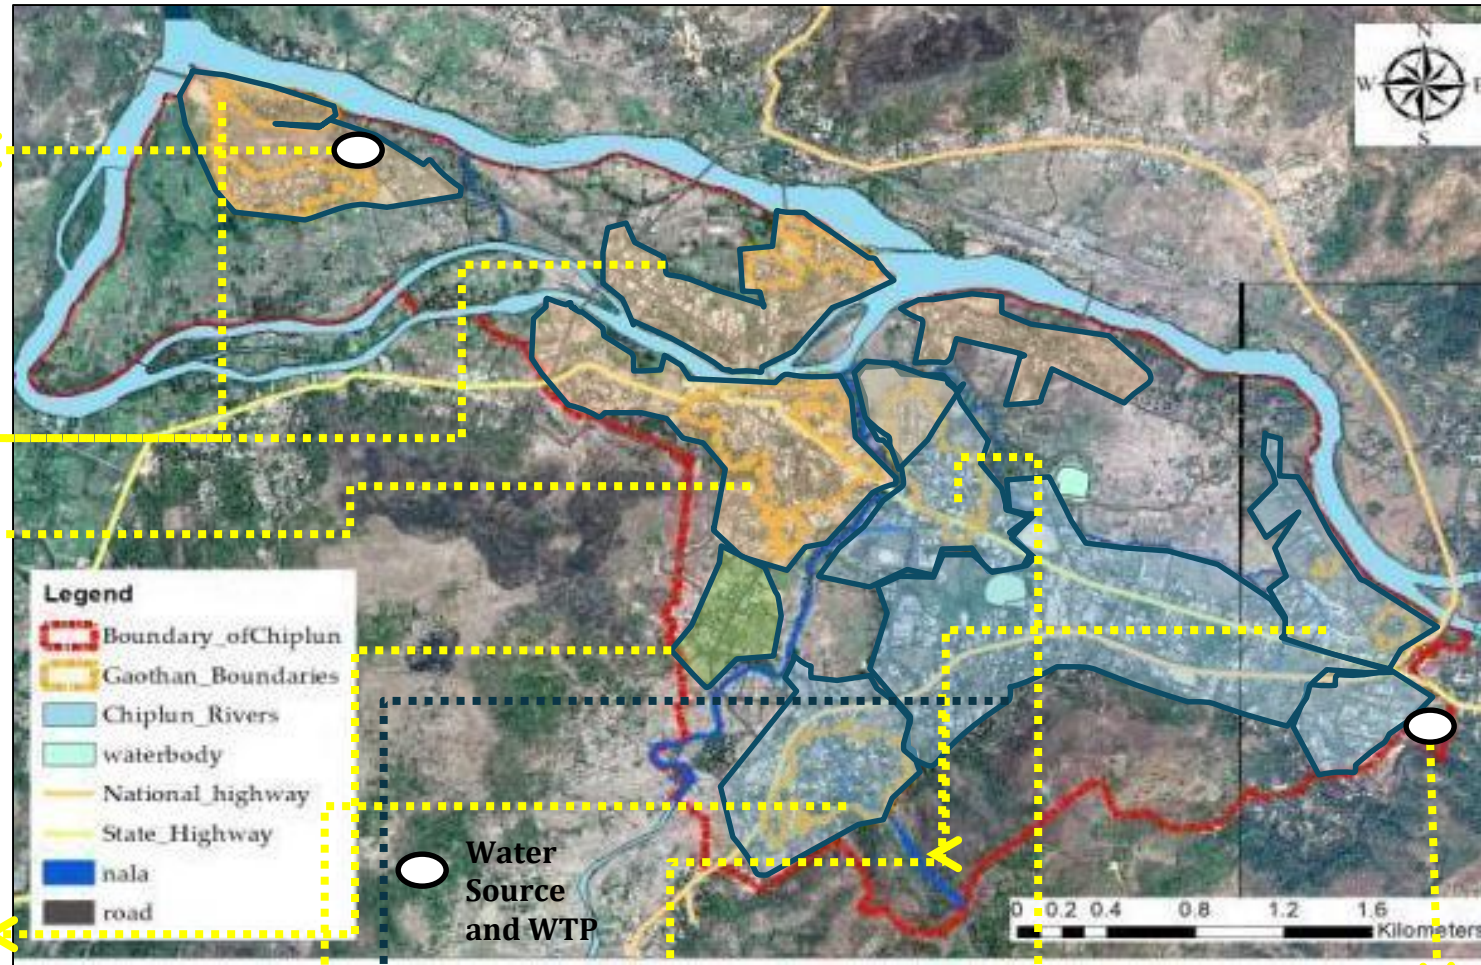 N
W E
S
Legend
Boundary_ofChiplun
Gaothan_Boundaries
Chiplun_Rivers
waterbody
National_highway
State_Highway
nala
road
Water
Source
and WTP
0 0.2 0.4 0.8 1.2 1.6
Kilometers